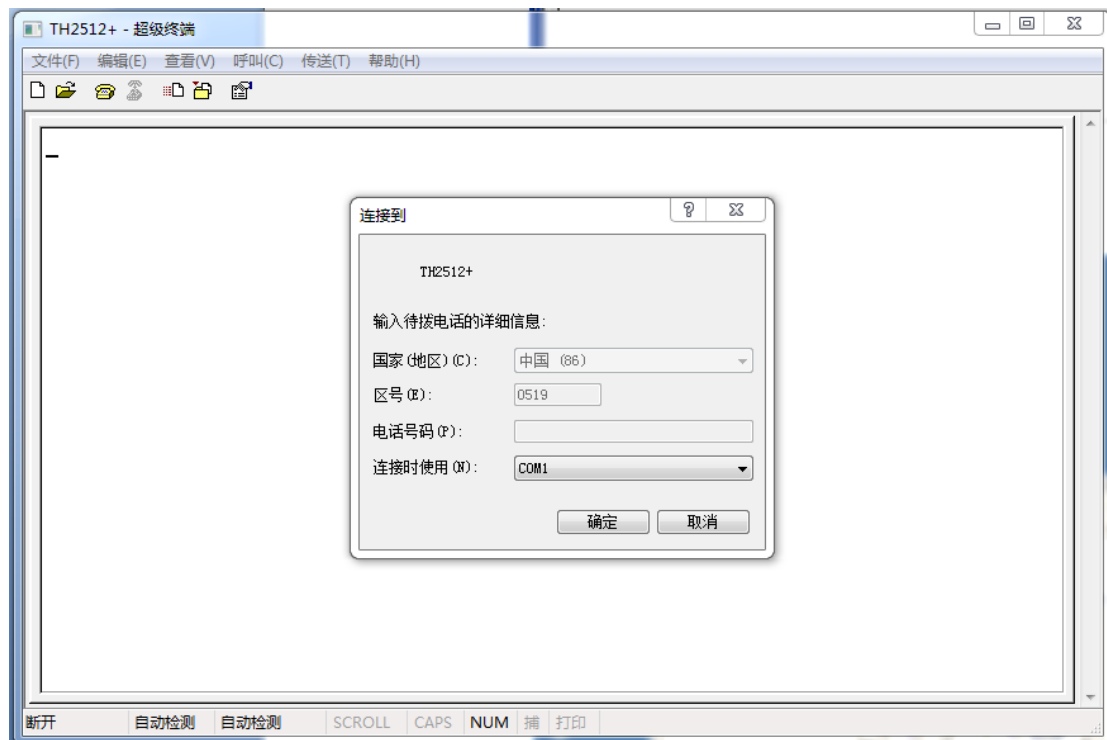 TH2512+ - 超级终端
文件(F) 编辑(E) 查看(V) 呼叫(C) 传送(T) 帮助(H)
连接到
TH2512+
输入待拨电话的详细信息:
国家(地区)(C): 中国 (86)
区号(E): 0519
电话号码(P):
连接时使用(N): COM1
确定 取消
断开 自动检测 自动检测 SCROLL CAPS NUM 捕 打印